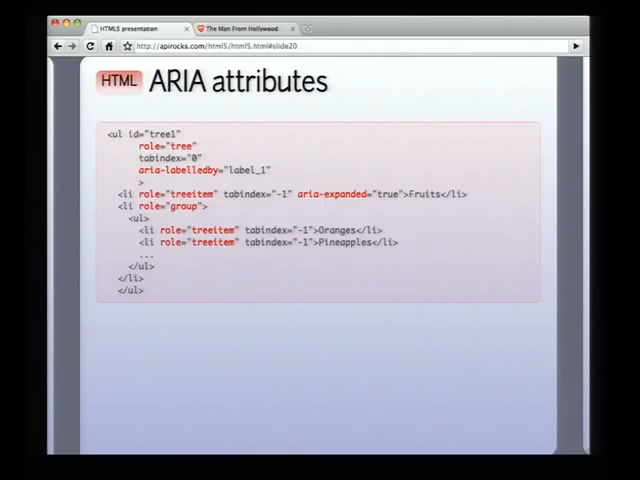 HTML5 presentation
The Man From Hollywood
http://apirocks.com/html5/html5.html#slide20
HTML ARIA attributes
<ul id="tree1"
role="tree"
tabindex="0"
aria-labelledby="label_1"
>
<li role="treeitem" tabindex="-1" aria-expanded="true">Fruits</li>
<li role="group">
<ul>
<li role="treeitem" tabindex="-1">Oranges</li>
<li role="treeitem" tabindex="-1">Pineapples</li>
...
</ul>
</li>
</ul>